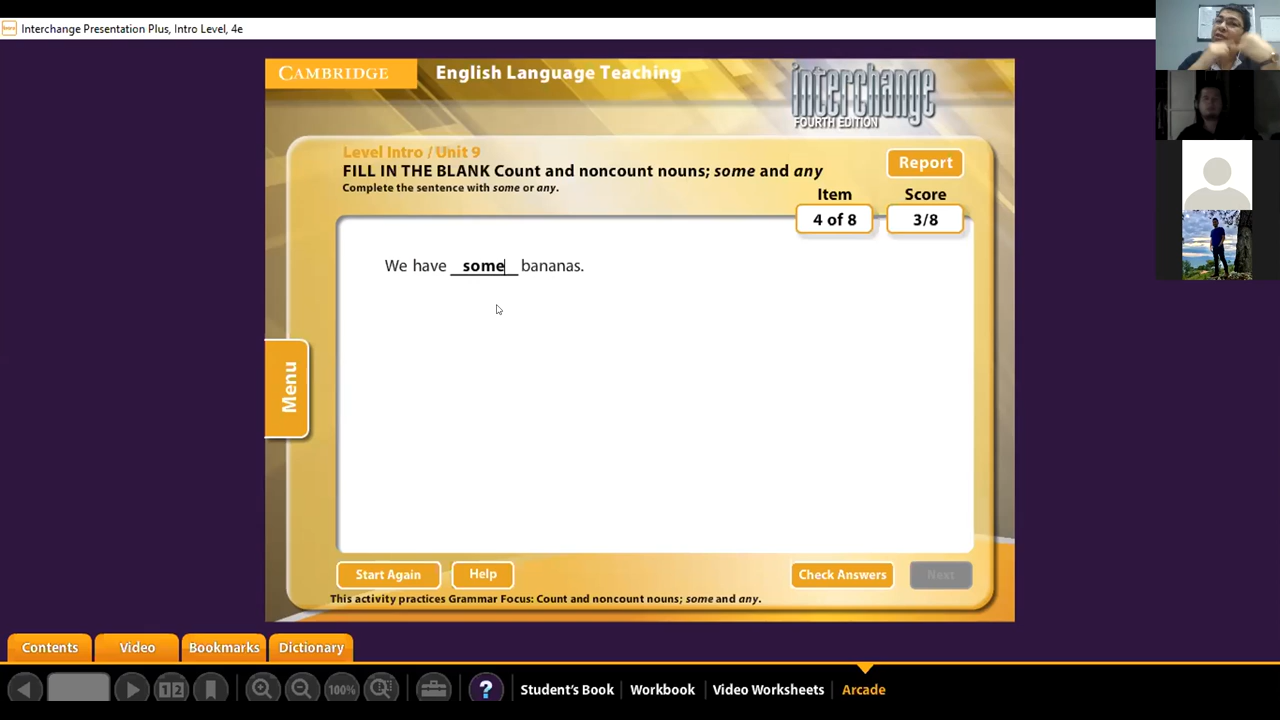 Interchange Presentation Plus, Intro Level, 4e
CAMBRIDGE English Language Teaching
interchange
FOURTH EDITION
Level Intro / Unit 9
FILL IN THE BLANK Count and noncount nouns; some and any
Complete the sentence with some or any.
Report
Item Score
4 of 8 3/8
We have some bananas.
Menu
Start Again Help Check Answers Next
This activity practices Grammar Focus: Count and noncount nouns; some and any.
Contents Video Bookmarks Dictionary
12 100% ? Student's Book Workbook Video Worksheets Arcade